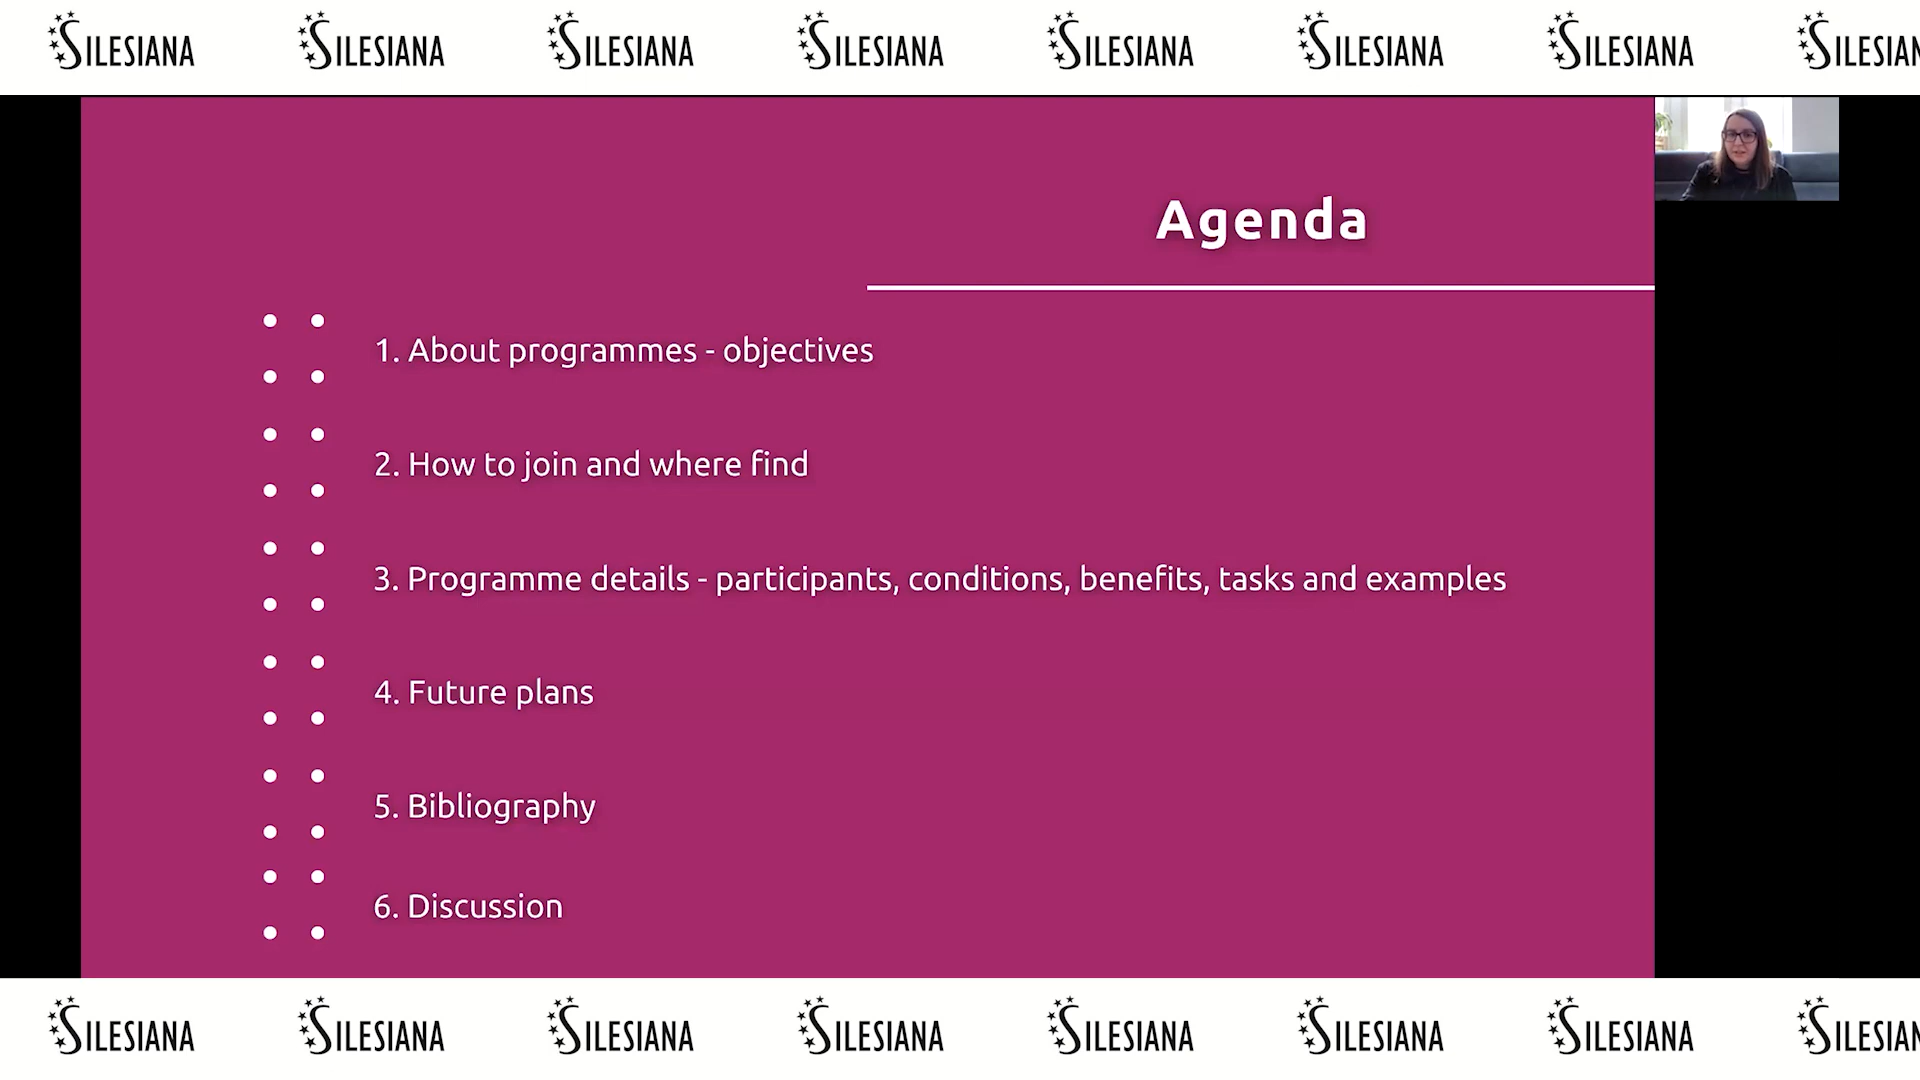 SILESIANA SILESIANA SILESIANA SILESIANA SILESIANA SILESIANA SILESIANA SILESIAN
Agenda
1. About programmes - objectives
2. How to join and where find
3. Programme details - participants, conditions, benefits, tasks and examples
4. Future plans
5. Bibliography
6. Discussion
SILESIANA SILESIANA SILESIANA SILESIANA SILESIANA SILESIANA SILESIANA SILESIAN